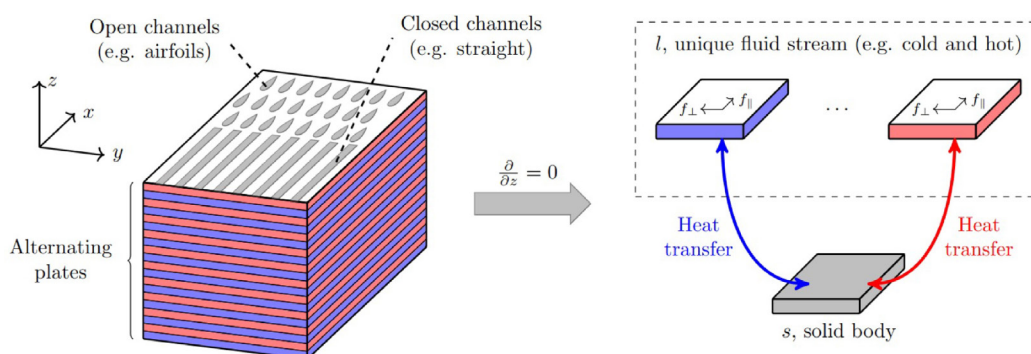 Open channels
(e.g. airfoils)
Closed channels
(e.g. straight)
z
x
y
Alternating
plates
∂/∂z = 0
l, unique fluid stream (e.g. cold and hot)
f⊥ f∥
...
f⊥ f∥
Heat
transfer
Heat
transfer
s, solid body